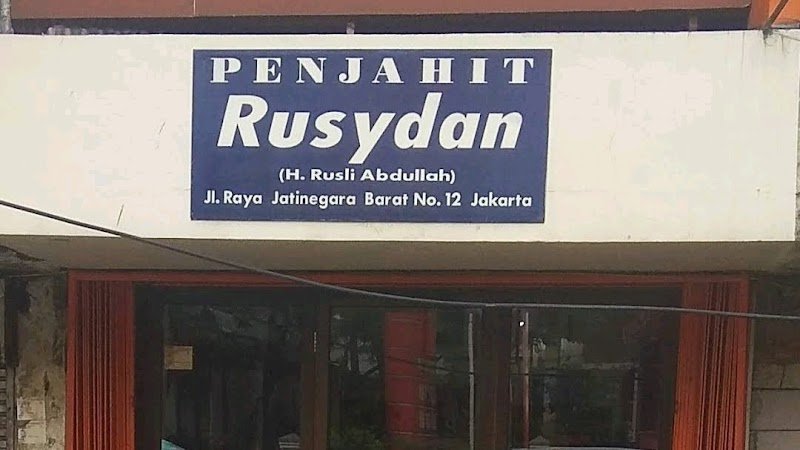 PENJAHIT
Rusydan
(H. Rusli Abdullah)
Jl. Raya Jatinegara Barat No. 12 Jakarta